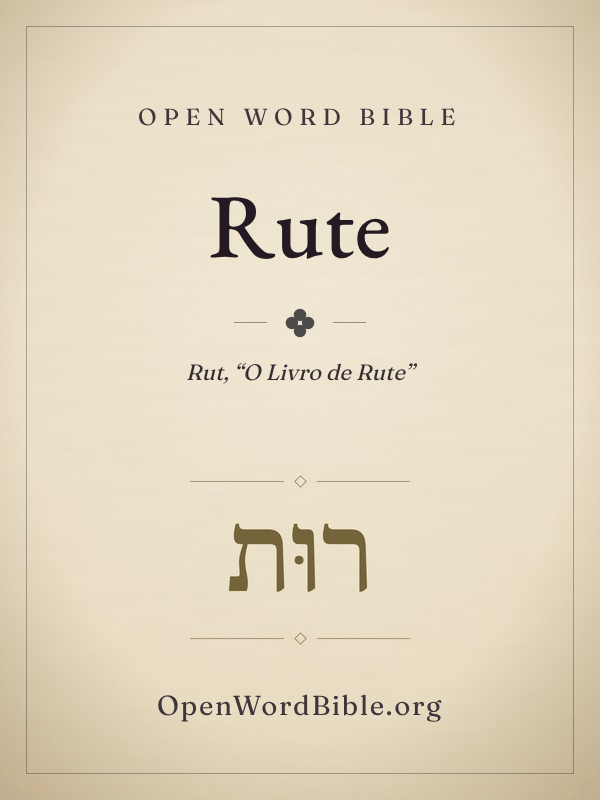 OPEN WORD BIBLE
Rute
Rut, “O Livro de Rute”
רוּת
OpenWordBible.org